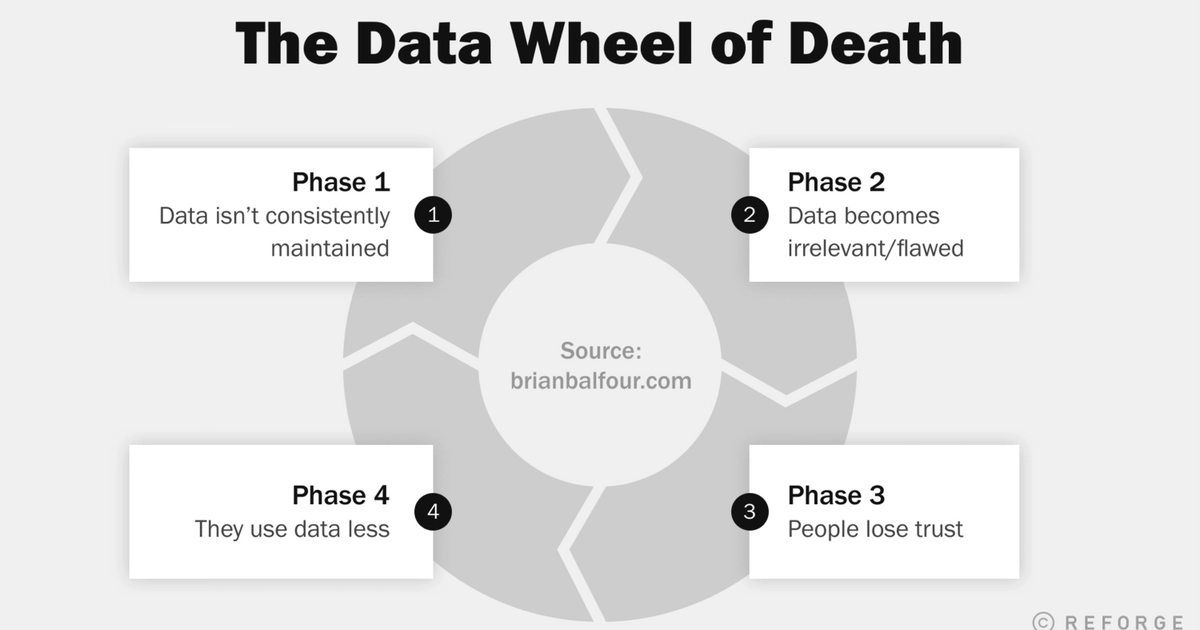 The Data Wheel of Death
Phase 1
Data isn’t consistently
maintained
1
2
Phase 2
Data becomes
irrelevant/flawed
Source:
brianbalfour.com
Phase 4
They use data less
4
3
Phase 3
People lose trust
© REFORGE